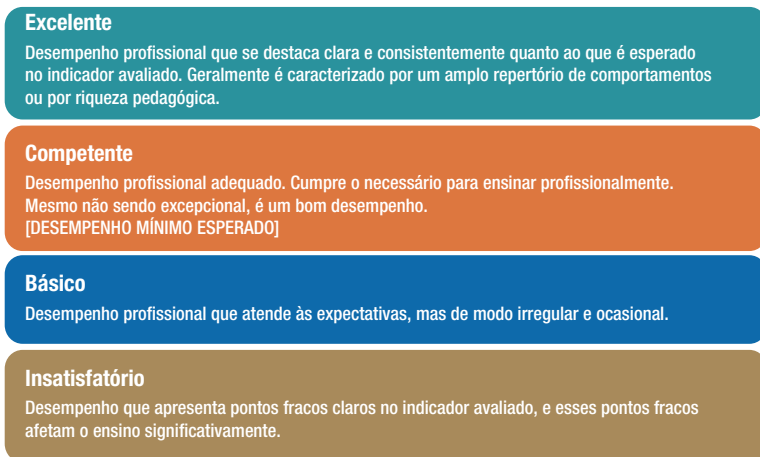 Excelente
Desempenho profissional que se destaca clara e consistentemente quanto ao que é esperado
no indicador avaliado. Geralmente é caracterizado por um amplo repertório de comportamentos
ou por riqueza pedagógica.
Competente
Desempenho profissional adequado. Cumpre o necessário para ensinar profissionalmente.
Mesmo não sendo excepcional, é um bom desempenho.
[DESEMPENHO MÍNIMO ESPERADO]
Básico
Desempenho profissional que atende às expectativas, mas de modo irregular e ocasional.
Insatisfatório
Desempenho que apresenta pontos fracos claros no indicador avaliado, e esses pontos fracos
afetam o ensino significativamente.